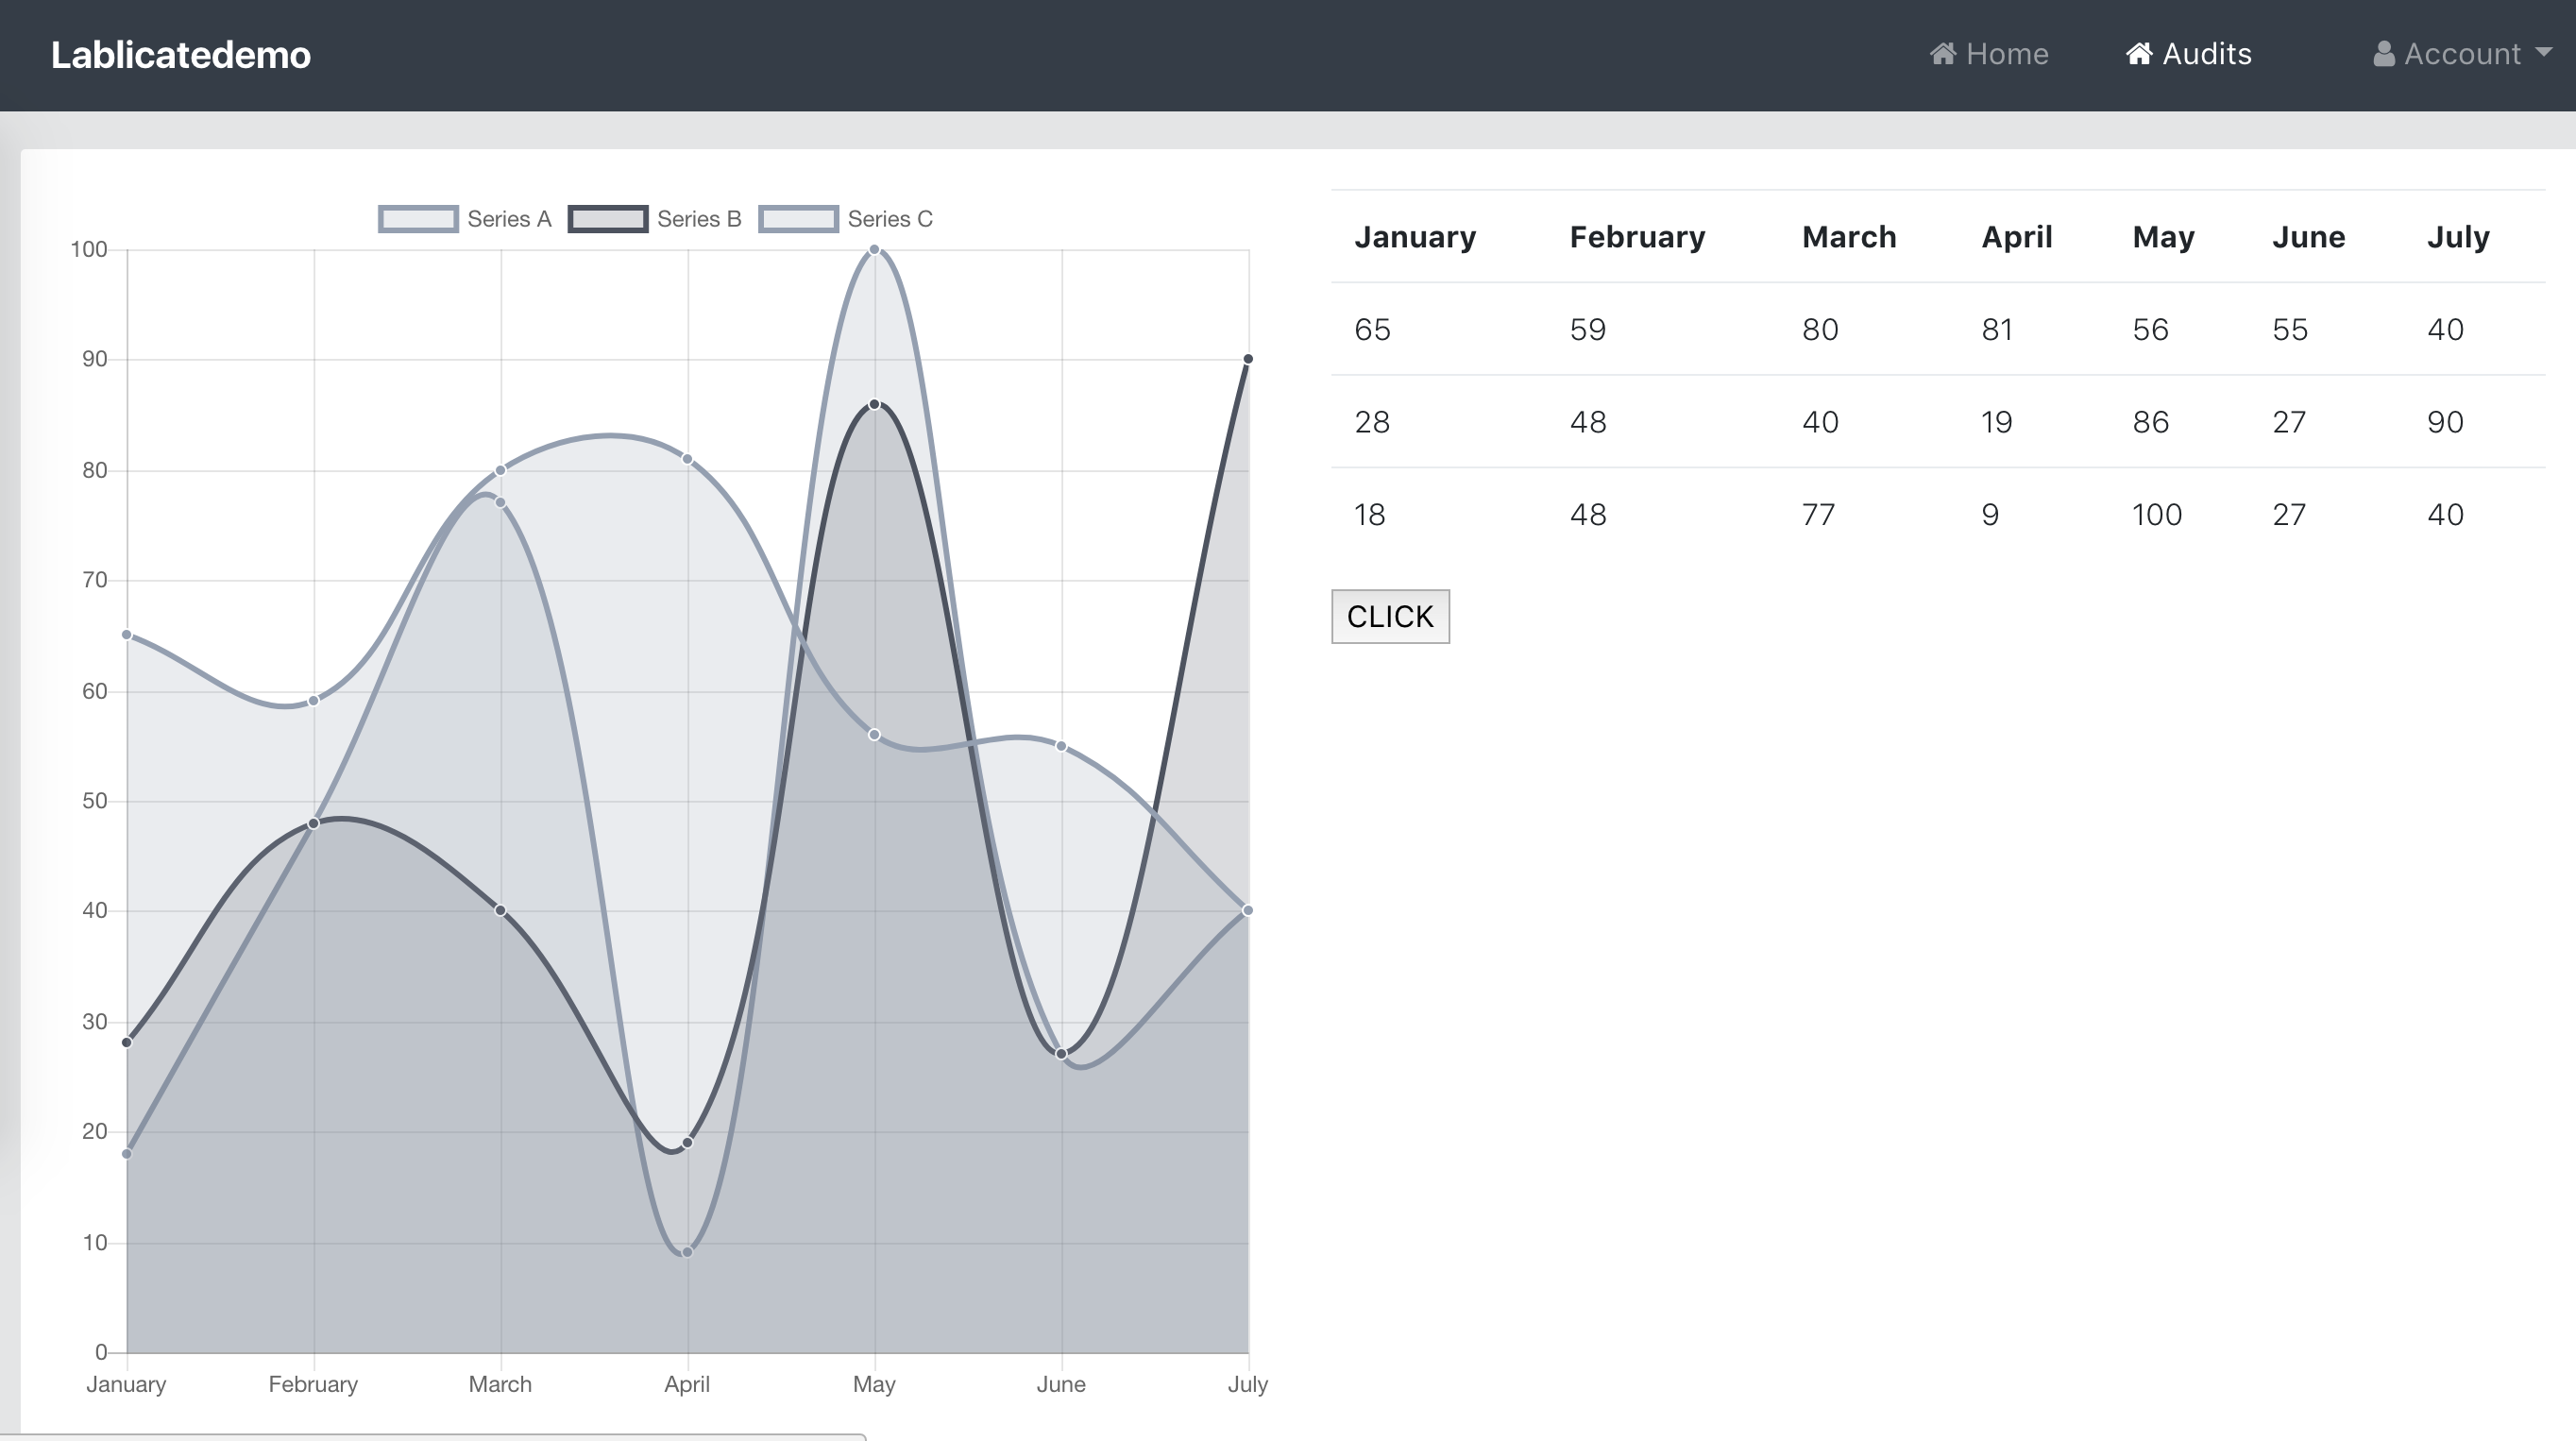 Lablicatedemo
Home Audits Account
Series A Series B Series C
100
90
80
70
60
50
40
30
20
10
0
January February March April May June July
January February March April May June July
65 59 80 81 56 55 40
28 48 40 19 86 27 90
18 48 77 9 100 27 40
CLICK